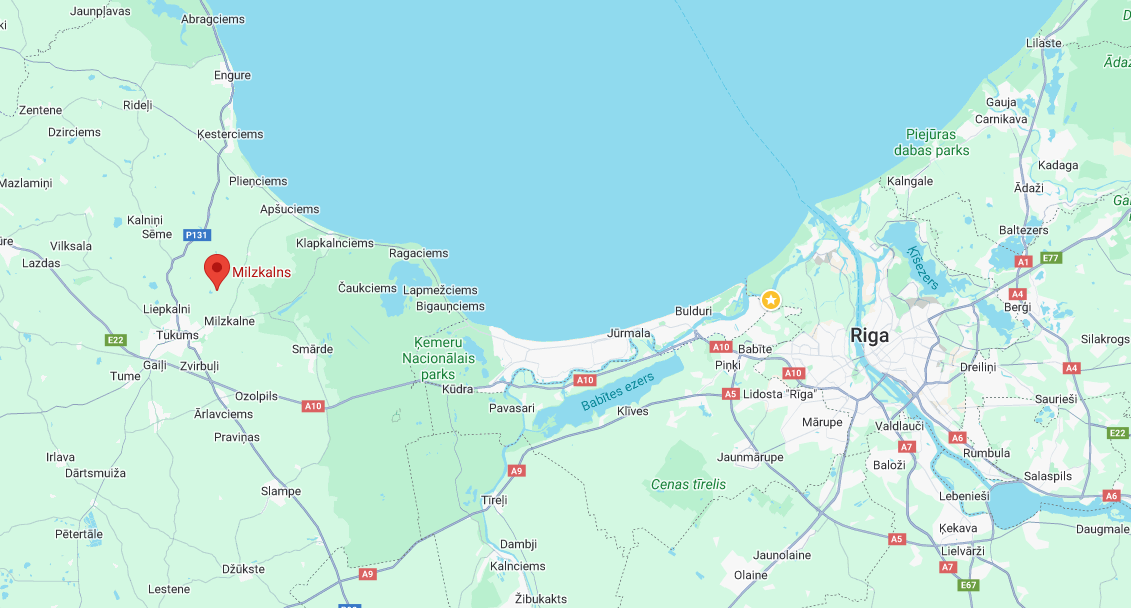 Jaunpļavas
Abragciems
Lilaste
Engure
Ādaž
Zentene
Rideļi
Gauja
Carnikava
Dzirciems
Ķesterciems
Piejūras
dabas parks
Kadaga
Mazlamiņi
Plieņciems
Kalngale
Ādaži
Apšuciems
Kalniņi
Sēme
P131
Baltezers
Vilksala
Klapkalnciems
Ragaciems
Ķīšezers
E77
A1
Lazdas
Milzkalns
Čaukciems
Lapmežciems
Bigauņciems
A4
Liepkalni
Bulduri
Berģi
Milzkalne
Tukums
Jūrmala
Riga
E22
Ķemeru
Nacionālais
parks
Smārde
A10
Babīte
Silakrogs
Gaiļi
Zvirbuļi
Piņķi
Dreiliņi
Tume
A10
A10
A4
Kūdra
Babītes ezers
Ozolpils
A5
Lidosta "Rīga"
Saurieši
A10
Pavasari
Klīves
Ārlavciems
Mārupe
Valdlauči
E22
Praviņas
A6
A7
Irlava
Jaunmārupe
Rumbula
Dārtsmuiža
A9
Baloži
Salaspils
Slampe
Cenas tīrelis
Tīreļi
Lebenieši
A6
Pētertāle
Ķekava
Daugmale
Dambji
A5
Jaunolaine
Lielvārži
Kalnciems
Džūkste
A9
Olaine
A7
Lestene
E67
Žibukakts